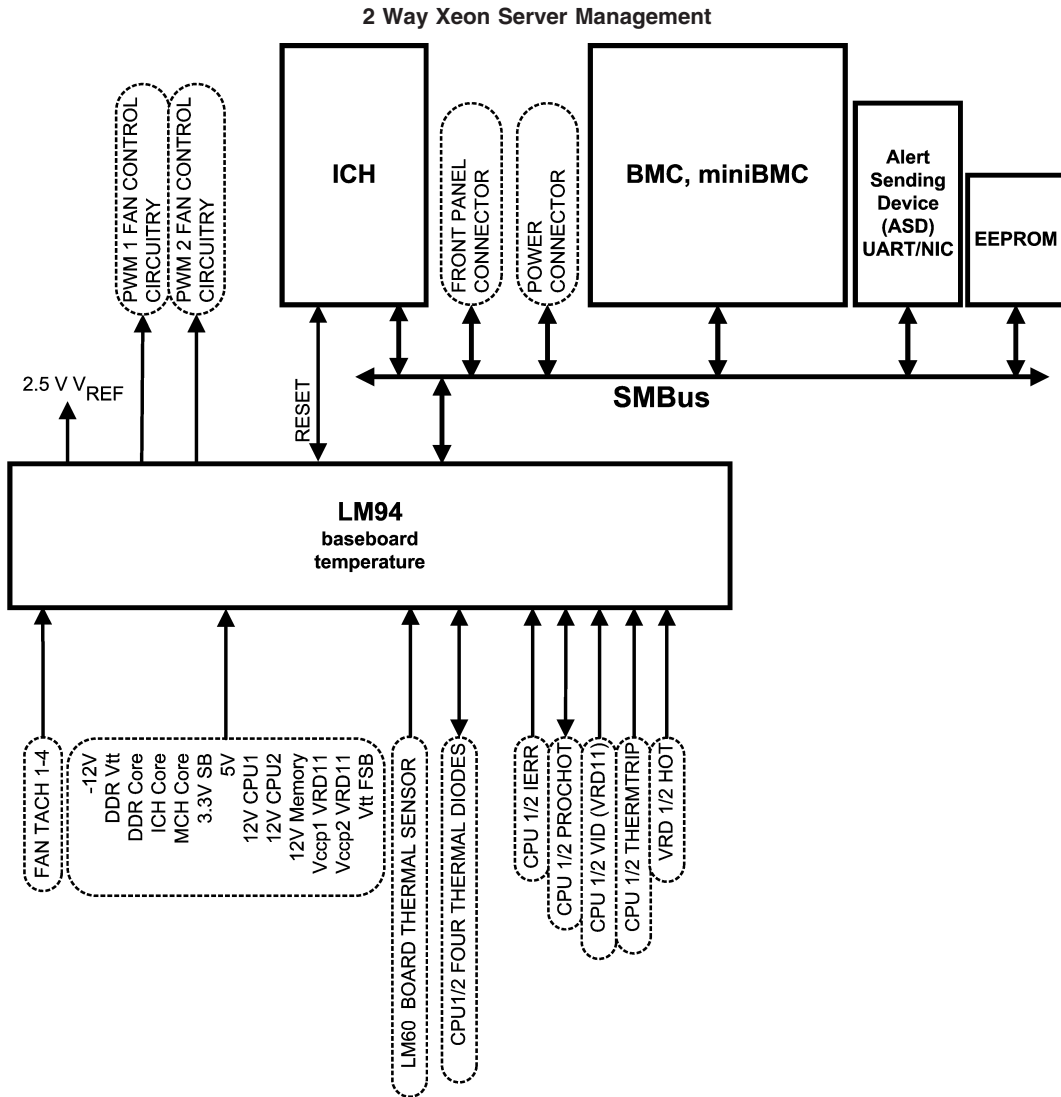 2 Way Xeon Server Management
PWM 1 FAN CONTROL
CIRCUITRY
PWM 2 FAN CONTROL
CIRCUITRY
ICH
FRONT PANEL
CONNECTOR
POWER
CONNECTOR
BMC, miniBMC
Alert
Sending
Device
(ASD)
UART/NIC
EEPROM
2.5 V VREF
RESET
SMBus
LM94
baseboard
temperature
FAN TACH 1-4
-12V
DDR Vtt
DDR Core
ICH Core
MCH Core
3.3V SB
5V
12V CPU1
12V CPU2
12V Memory
Vccp1 VRD11
Vccp2 VRD11
Vtt FSB
LM60 BOARD THERMAL SENSOR
CPU1/2 FOUR THERMAL DIODES
CPU 1/2 IERR
CPU 1/2 PROCHOT
CPU 1/2 VID (VRD11)
CPU 1/2 THERMTRIP
VRD 1/2 HOT